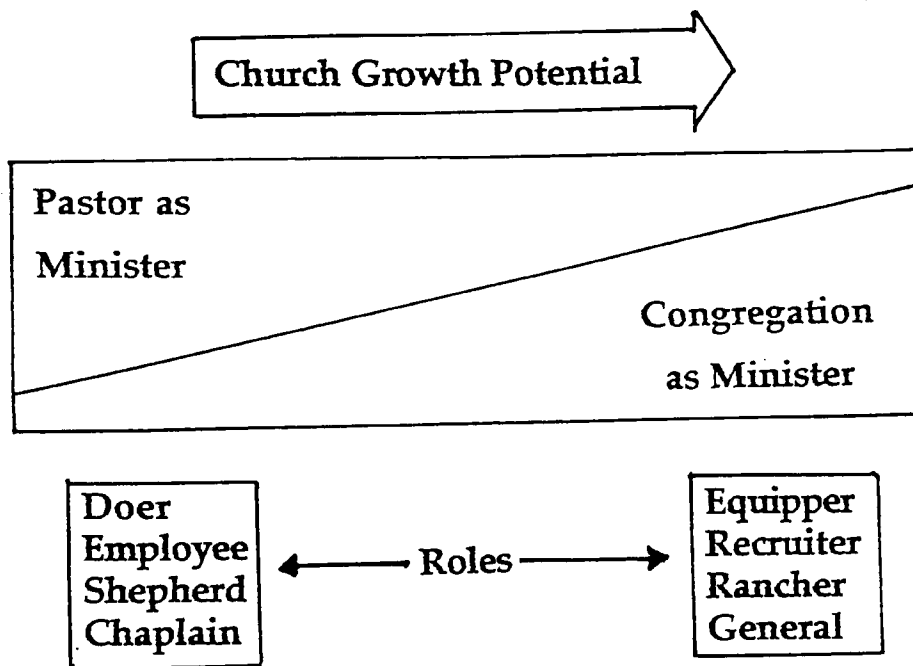 Church Growth Potential
Pastor as
Minister
Congregation
as Minister
Doer
Employee
Shepherd
Chaplain
Roles
Equipper
Recruiter
Rancher
General